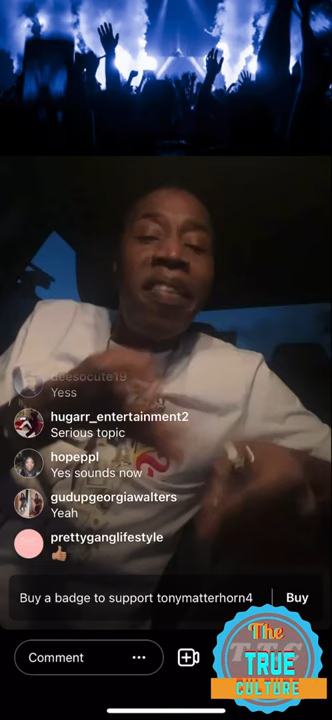 deesocute19
Yess
hugarr_entertainment2
Serious topic
hopeppl
Yes sounds now
gudupgeorgiawalters
Yeah
prettyganglifestyle
Buy a badge to support tonymatterhorn4
Buy
Comment
The
TRUE
CULTURE